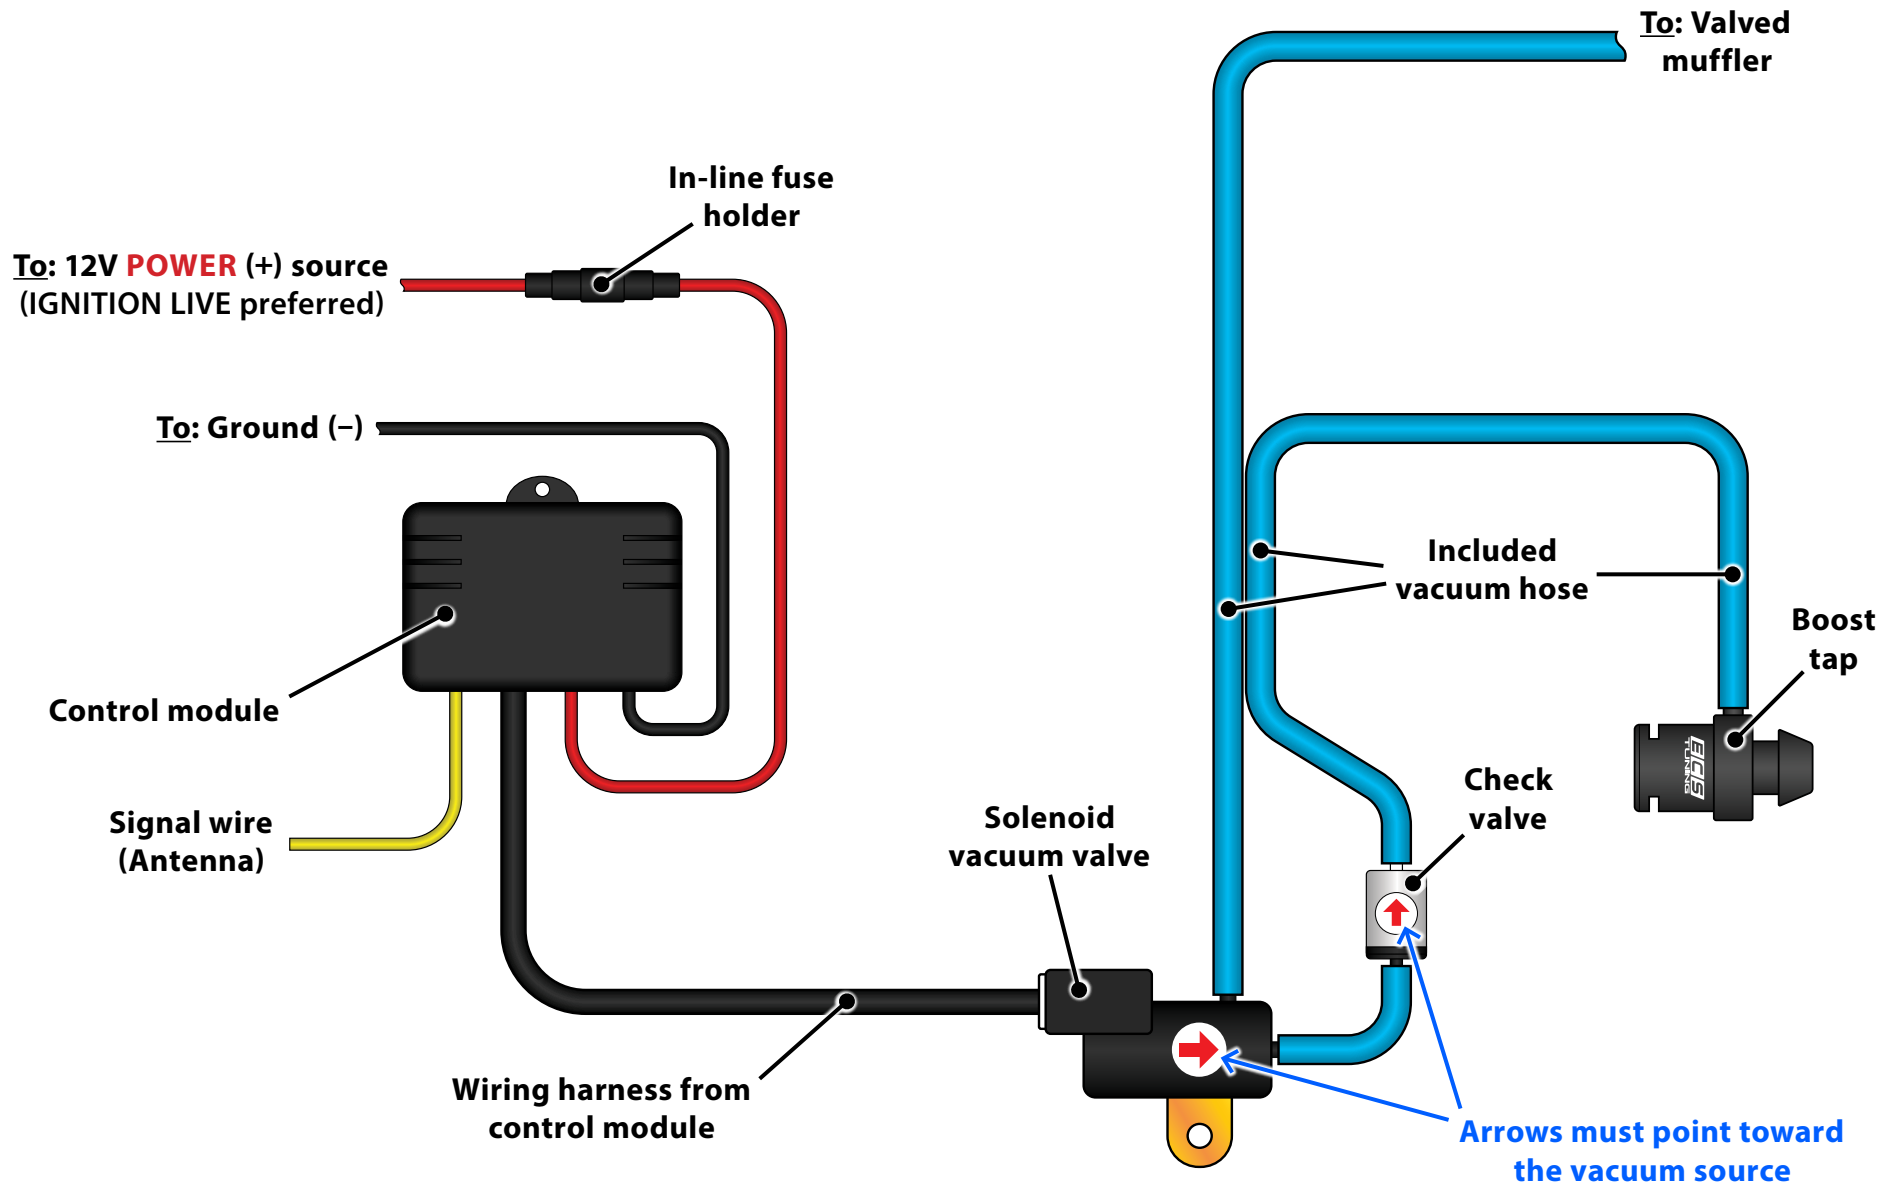 To: Valved
muffler
In-line fuse
holder
To: 12V POWER (+) source
(IGNITION LIVE preferred)
To: Ground (–)
Included
vacuum hose
Boost
tap
ECS
TUNING
Control module
Check
valve
Signal wire
(Antenna)
Solenoid
vacuum valve
Wiring harness from
control module
Arrows must point toward
the vacuum source